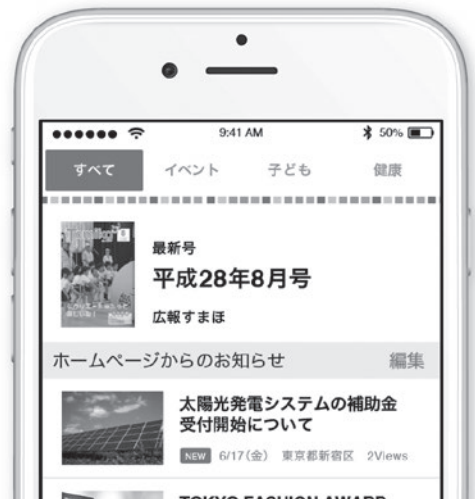 9:41 AM 50%
すべて イベント 子ども 健康
最新号
平成28年8月号
広報すまほ
ホームページからのお知らせ 編集
太陽光発電システムの補助金
受付開始について
NEW 6/17(金) 東京都新宿区 2Views
TOKYO FASHION AWARD